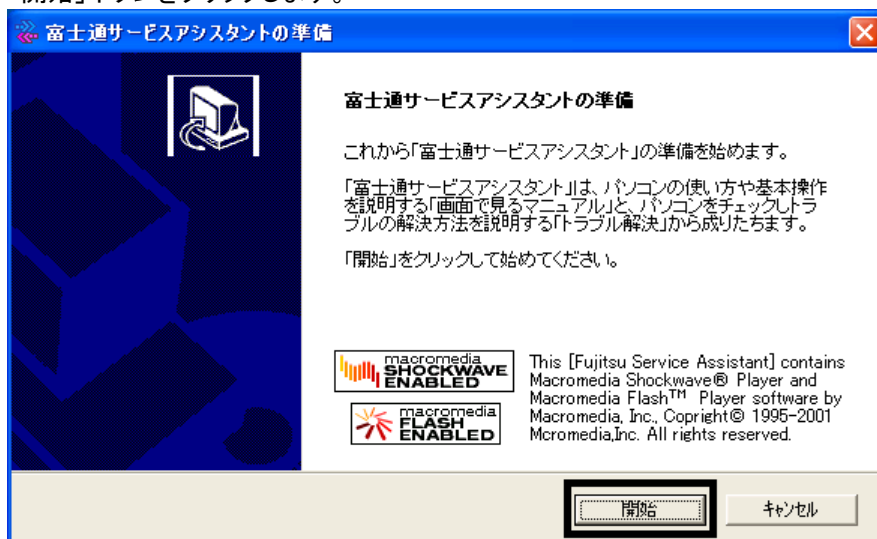 開始」ボタンをクリックします。
富士通サービスアシスタントの準備
富士通サービスアシスタントの準備
これから「富士通サービスアシスタント」の準備を始めます。
「富士通サービスアシスタント」は、パソコンの使い方や基本操作
を説明する「画面で見るマニュアル」と、パソコンをチェックしトラ
ブルの解決方法を説明する「トラブル解決」から成りたちます。
「開始」をクリックして始めてください。
macromedia
SHOCKWAVE
ENABLED
macromedia
FLASH
ENABLED
This [Fujitsu Service Assistant] contains
Macromedia Shockwave® Player and
Macromedia Flash™ Player software by
Macromedia, Inc., Copright© 1995-2001
Mcromedia,Inc. All rights reserved.
開始
キャンセル